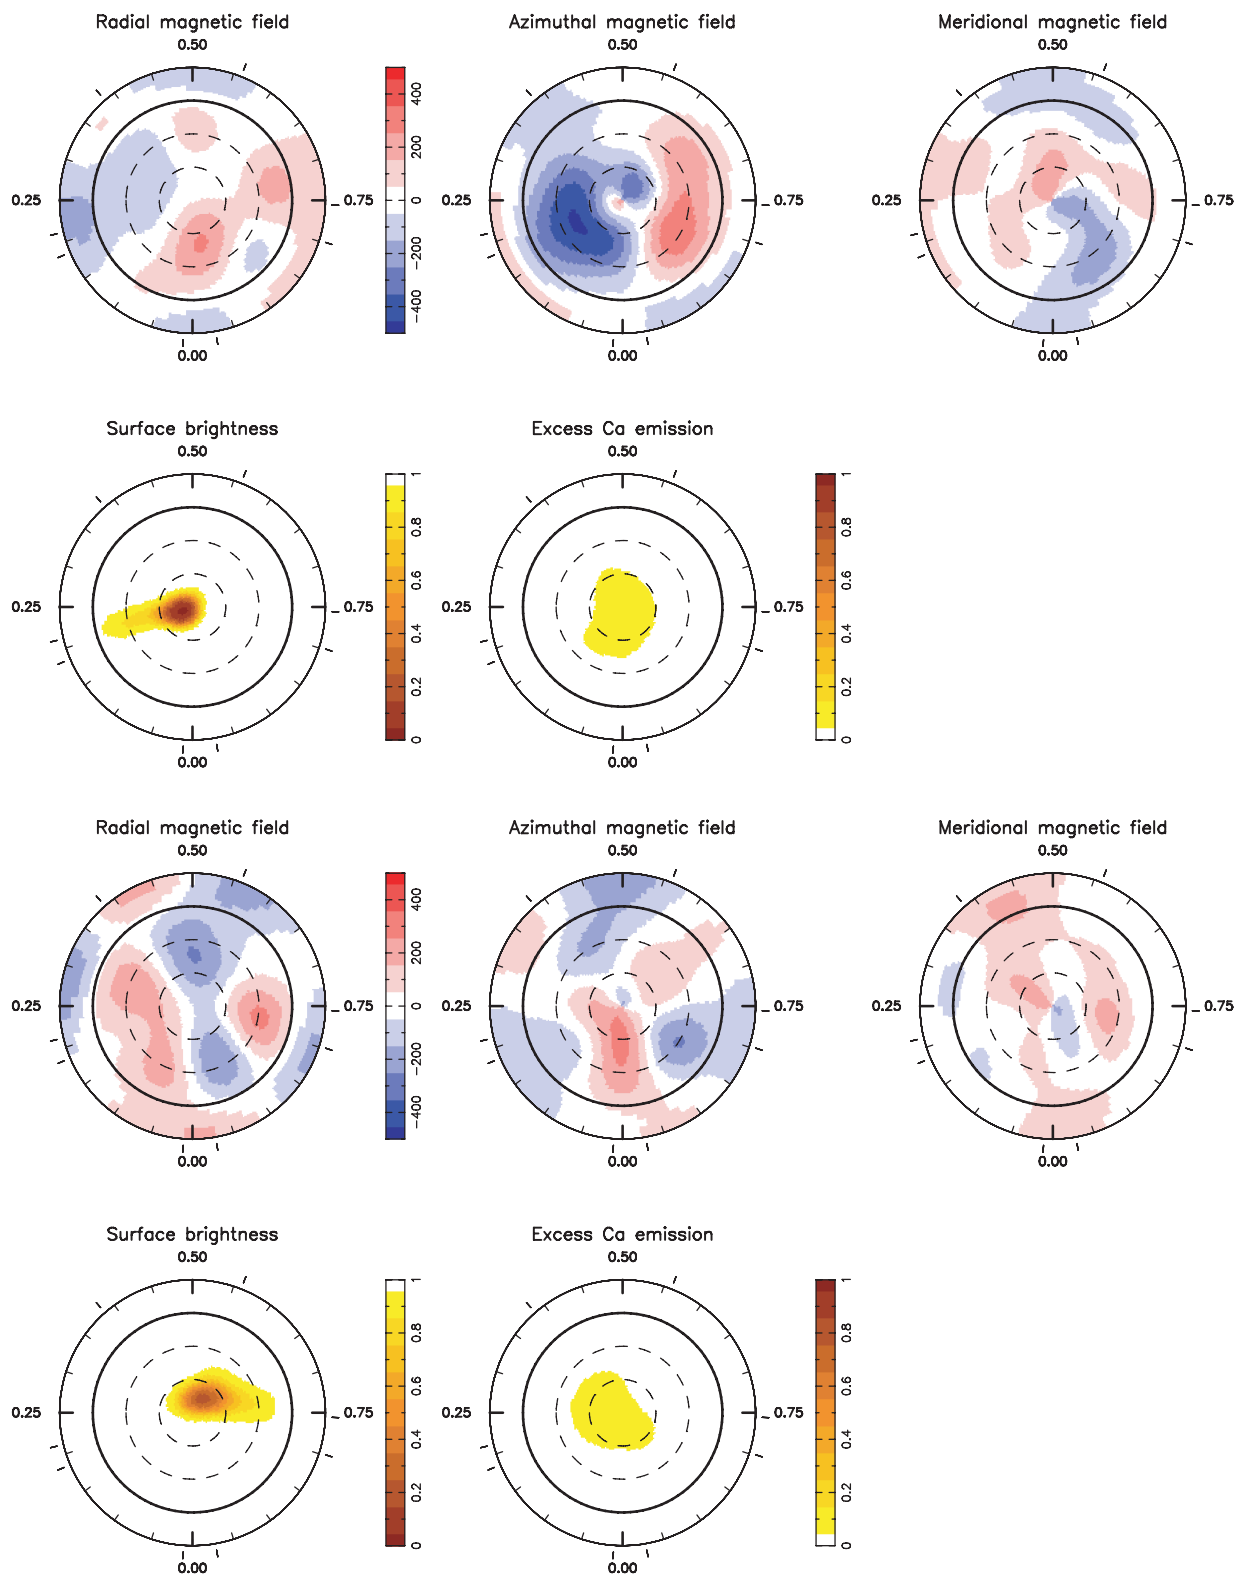 Radial magnetic field Azimuthal magnetic field Meridional magnetic field
0.50 0.50 0.50
0.25 0.75 400 200 0 −200 −400 0.25 0.75 0.25 0.75
0.00 0.00 0.00
Surface brightness Excess Ca emission
0.50 0.50
0.25 0.75 1 0.8 0.6 0.4 0.2 0 0.25 0.75 1 0.8 0.6 0.4 0.2 0
0.00 0.00
Radial magnetic field Azimuthal magnetic field Meridional magnetic field
0.50 0.50 0.50
0.25 0.75 400 200 0 −200 −400 0.25 0.75 0.25 0.75
0.00 0.00 0.00
Surface brightness Excess Ca emission
0.50 0.50
0.25 0.75 1 0.8 0.6 0.4 0.2 0 0.25 0.75 1 0.8 0.6 0.4 0.2 0
0.00 0.00